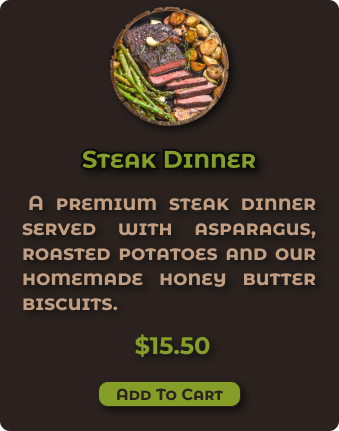 Steak Dinner
A premium steak dinner
served with asparagus,
roasted potatoes and our
homemade honey butter
biscuits.
$15.50
Add To Cart